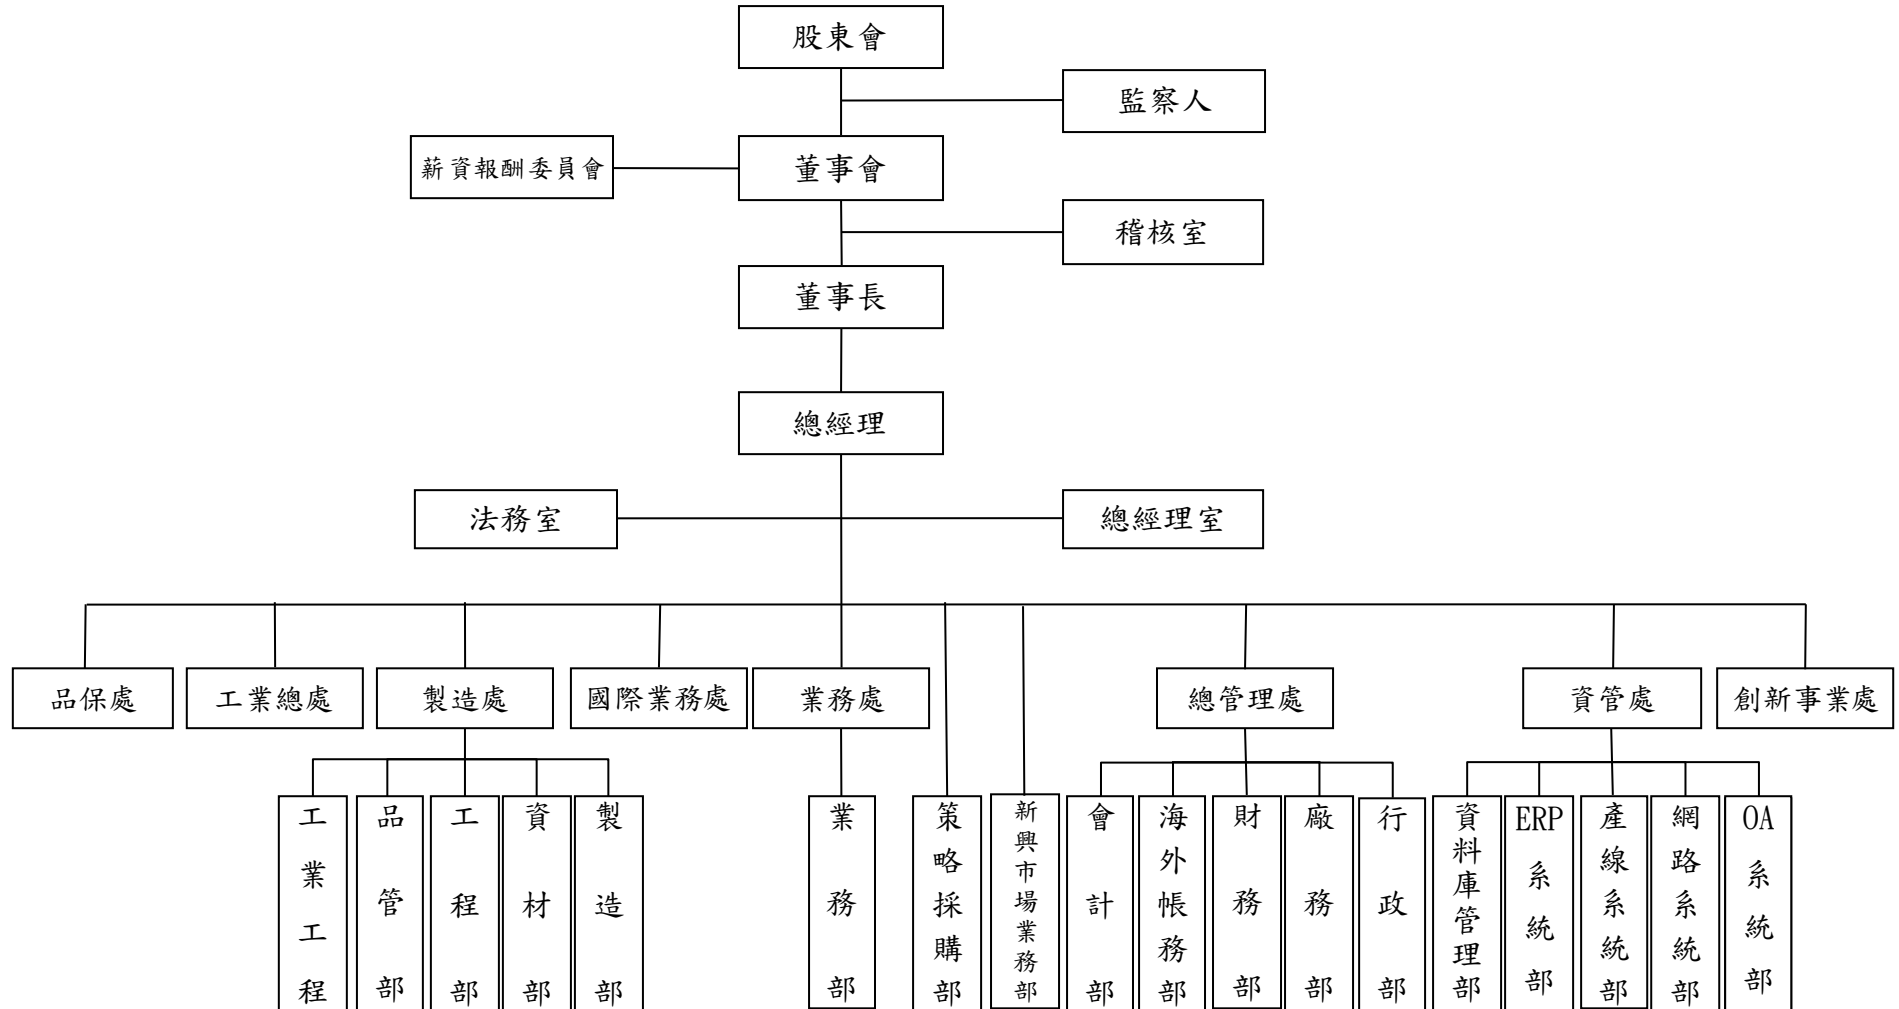 股東會
監察人
薪資報酬委員會
董事會
稽核室
董事長
總經理
法務室
總經理室
品保處
工業總處
製造處
國際業務處
業務處
總管理處
資管處
創新事業處
工業工程
品管部
工程部
資材部
製造部
業務部
策略採購部
新興市場業務部
會計部
海外帳務部
財務部
廠務部
行政部
資料庫管理部
ERP系統部
產線系統部
網路系統部
OA系統部